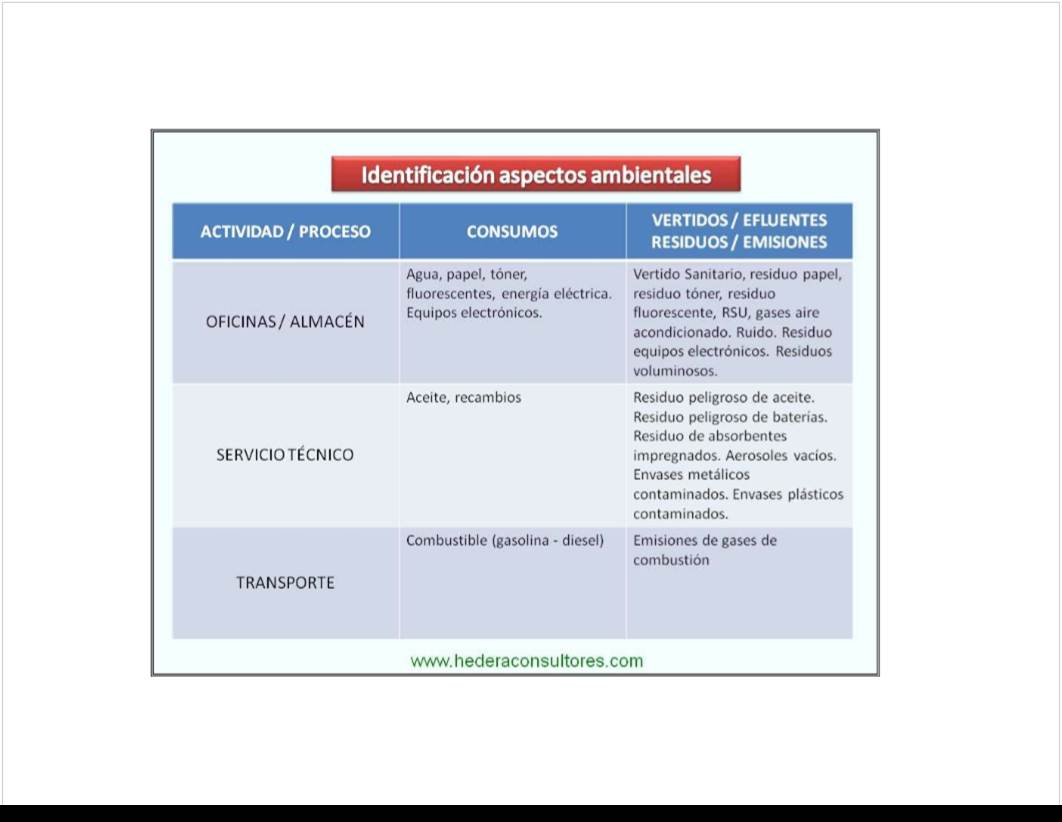 Identificación aspectos ambientales
ACTIVIDAD / PROCESO
CONSUMOS
VERTIDOS / EFLUENTES
RESIDUOS / EMISIONES
OFICINAS / ALMACÉN
Agua, papel, tóner,
fluorescentes, energía eléctrica.
Equipos electrónicos.
Vertido Sanitario, residuo papel,
residuo tóner, residuo
fluorescente, RSU, gases aire
acondicionado. Ruido. Residuo
equipos electrónicos. Residuos
voluminosos.
SERVICIO TÉCNICO
Aceite, recambios
Residuo peligroso de aceite.
Residuo peligroso de baterías.
Residuo de absorbentes
impregnados. Aerosoles vacíos.
Envases metálicos
contaminados. Envases plásticos
contaminados.
TRANSPORTE
Combustible (gasolina - diesel)
Emisiones de gases de
combustión
www.hederaconsultores.com